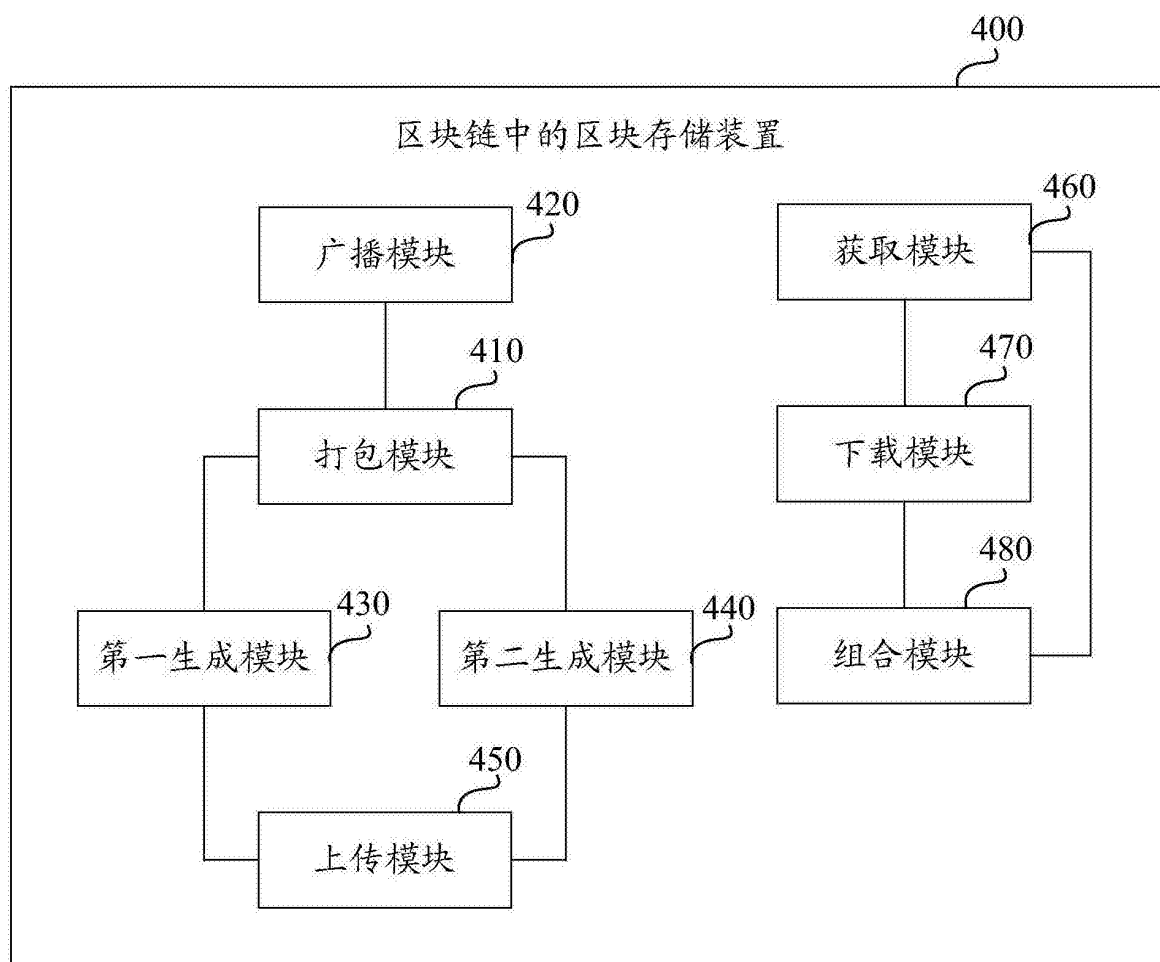 400
区块链中的区块存储装置
420
广播模块
460
获取模块
410
打包模块
470
下载模块
430
第一生成模块
440
第二生成模块
480
组合模块
450
上传模块